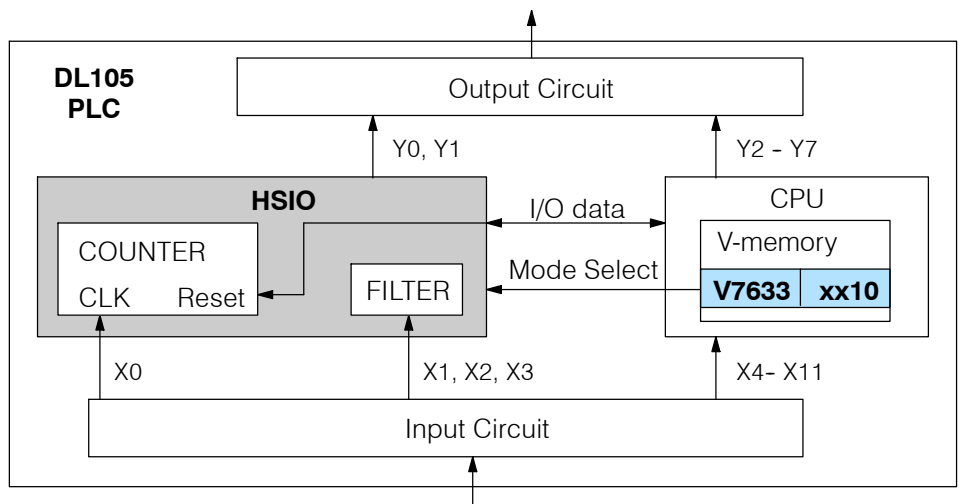 DL105
PLC
Output Circuit
Y0, Y1
Y2 - Y7
HSIO
CPU
I/O data
COUNTER
CLK
Reset
FILTER
Mode Select
V-memory
V7633
xx10
X0
X1, X2, X3
X4- X11
Input Circuit